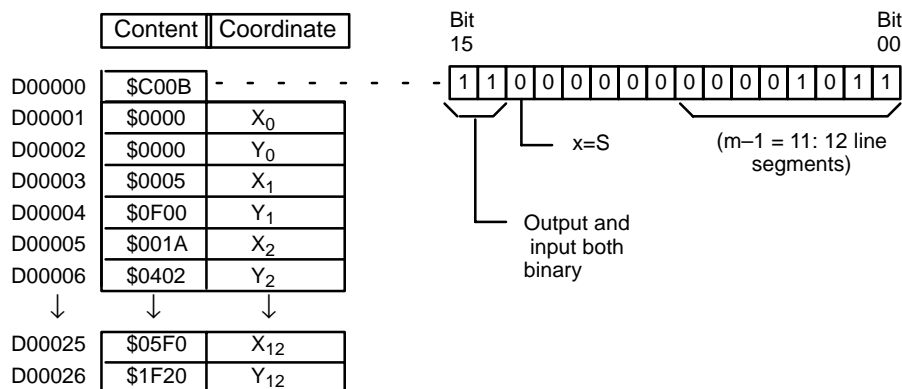 Content Coordinate
Bit 15
Bit 00
D00000 $C00B - - - - - - - - 1 1 0 0 0 0 0 0 0 0 0 0 1 0 1 1
D00001 $0000 X0
D00002 $0000 Y0
D00003 $0005 X1
D00004 $0F00 Y1
D00005 $001A X2
D00006 $0402 Y2
↓ ↓ ↓
D00025 $05F0 X12
D00026 $1F20 Y12
x=S
(m–1 = 11: 12 line
segments)
Output and
input both
binary